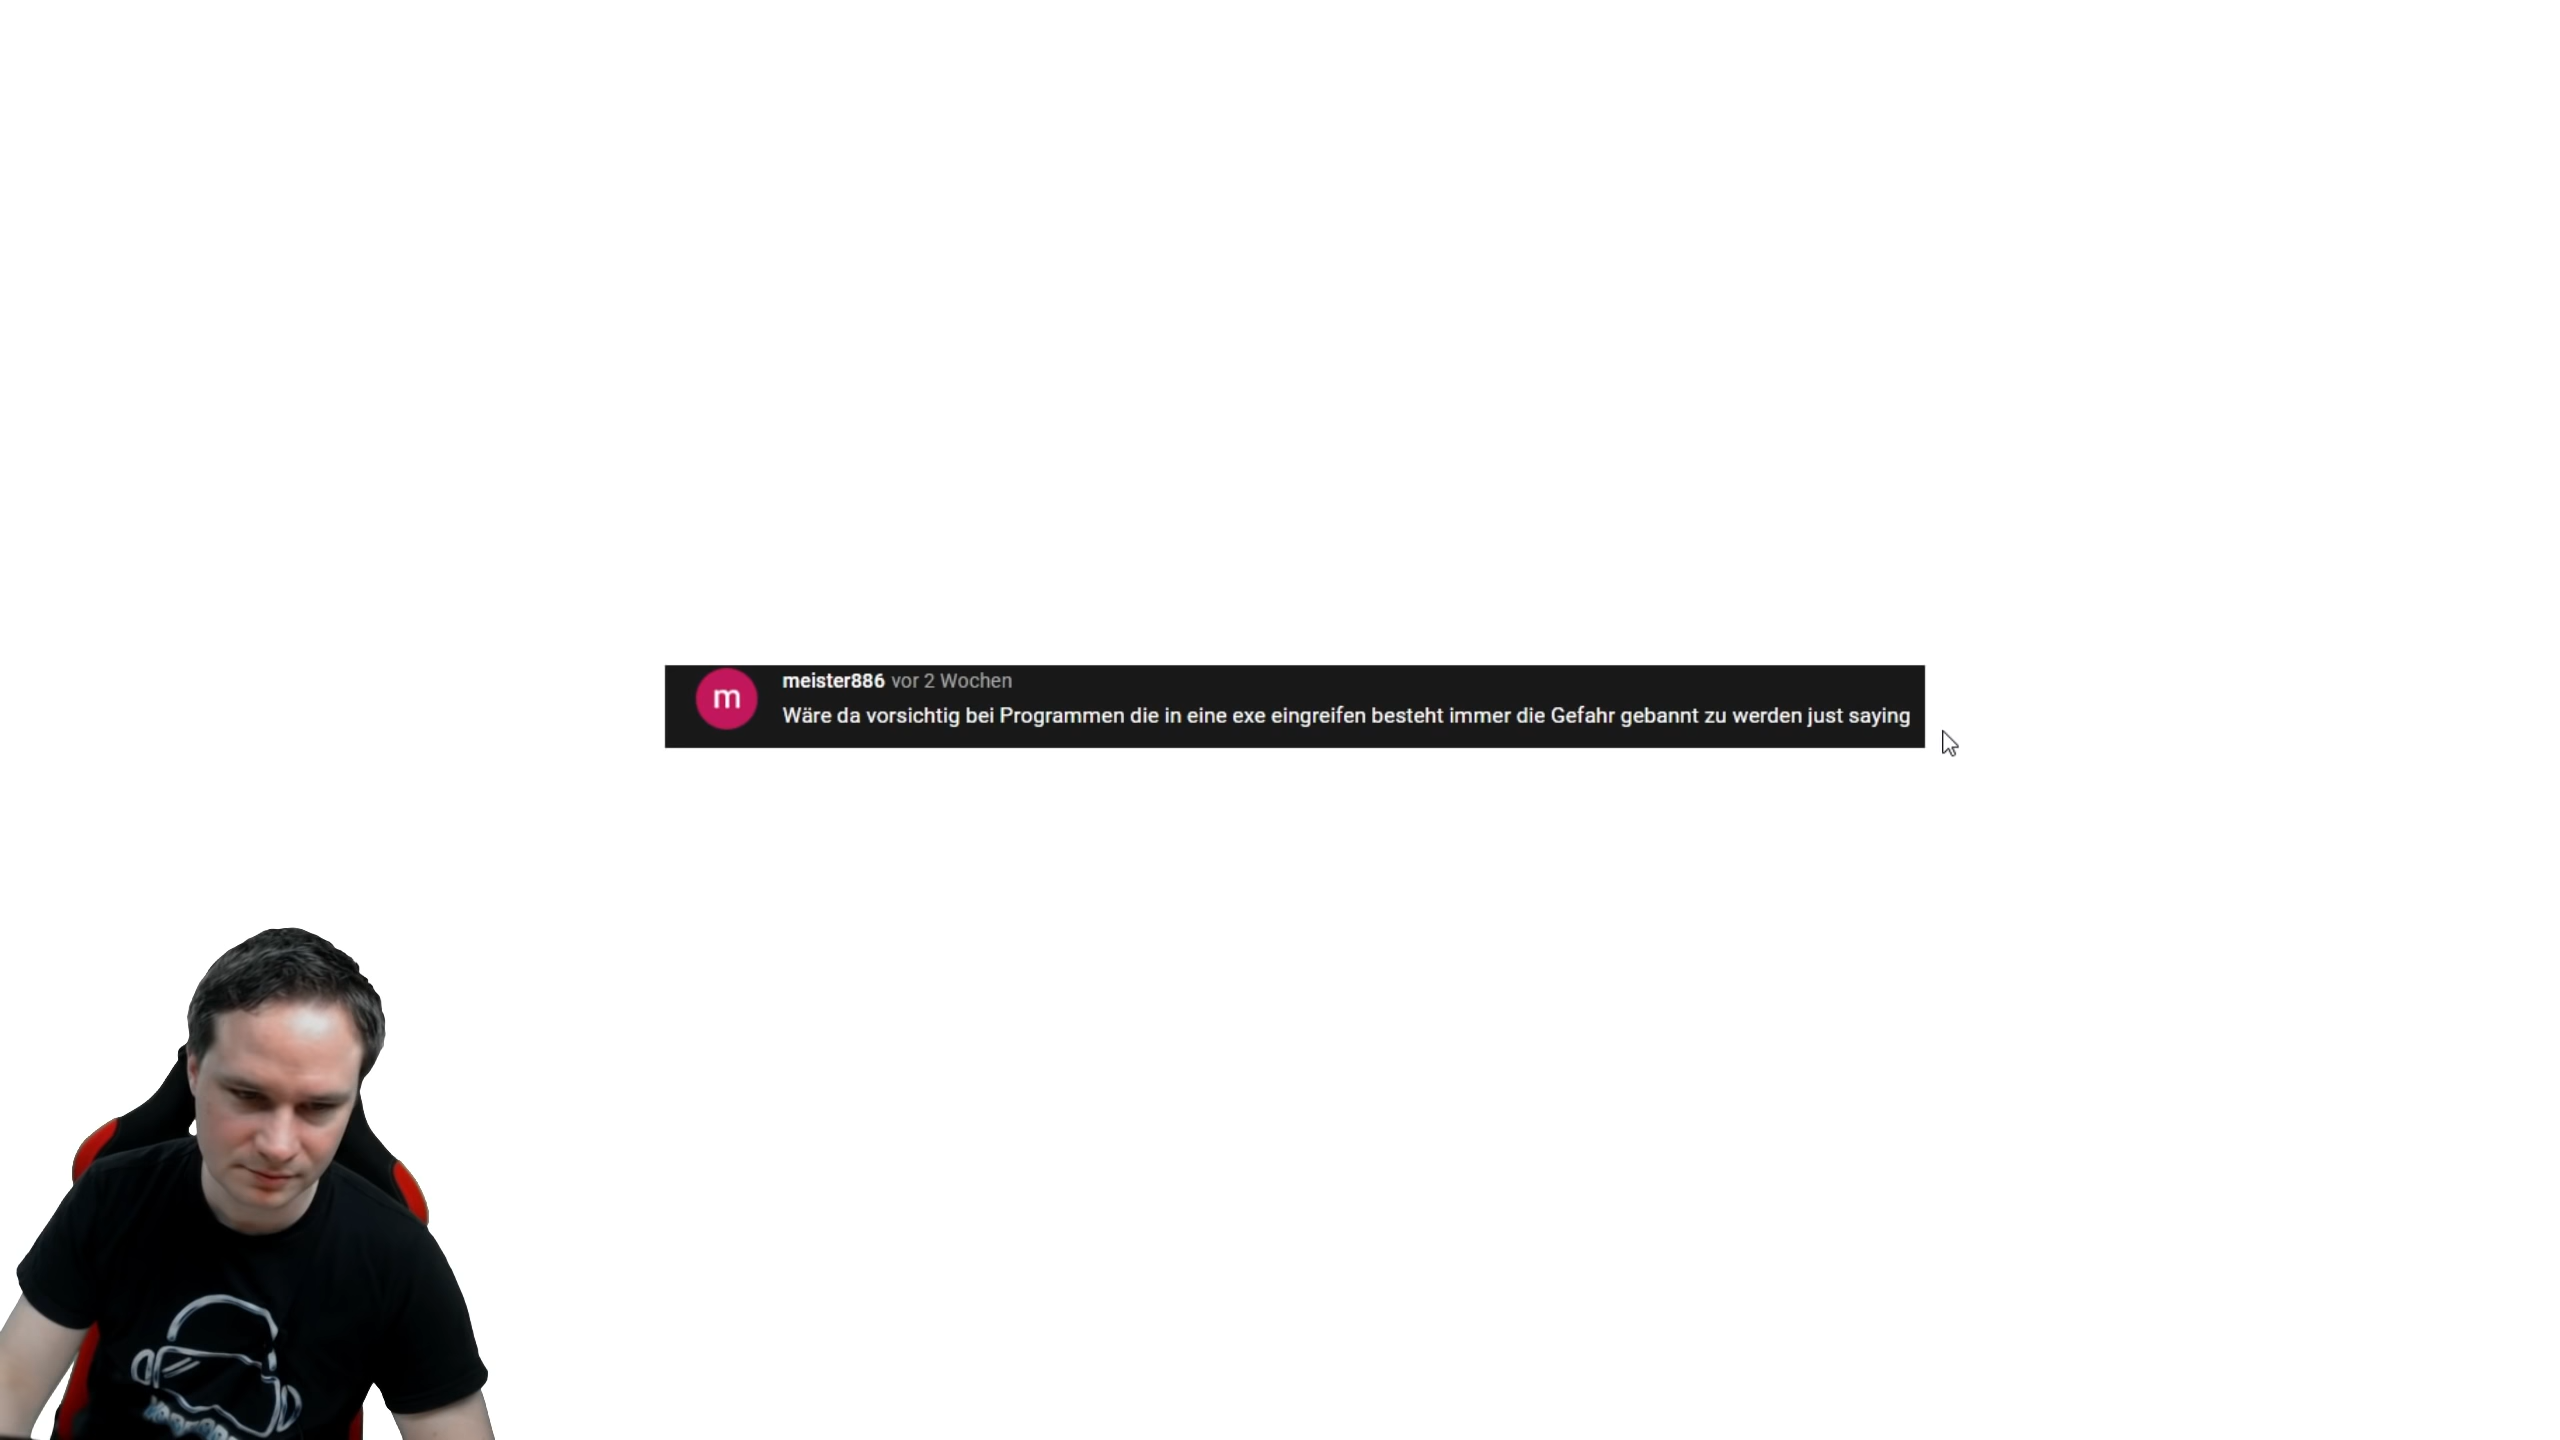 m
meister886 vor 2 Wochen
Wäre da vorsichtig bei Programmen die in eine exe eingreifen besteht immer die Gefahr gebannt zu werden just saying